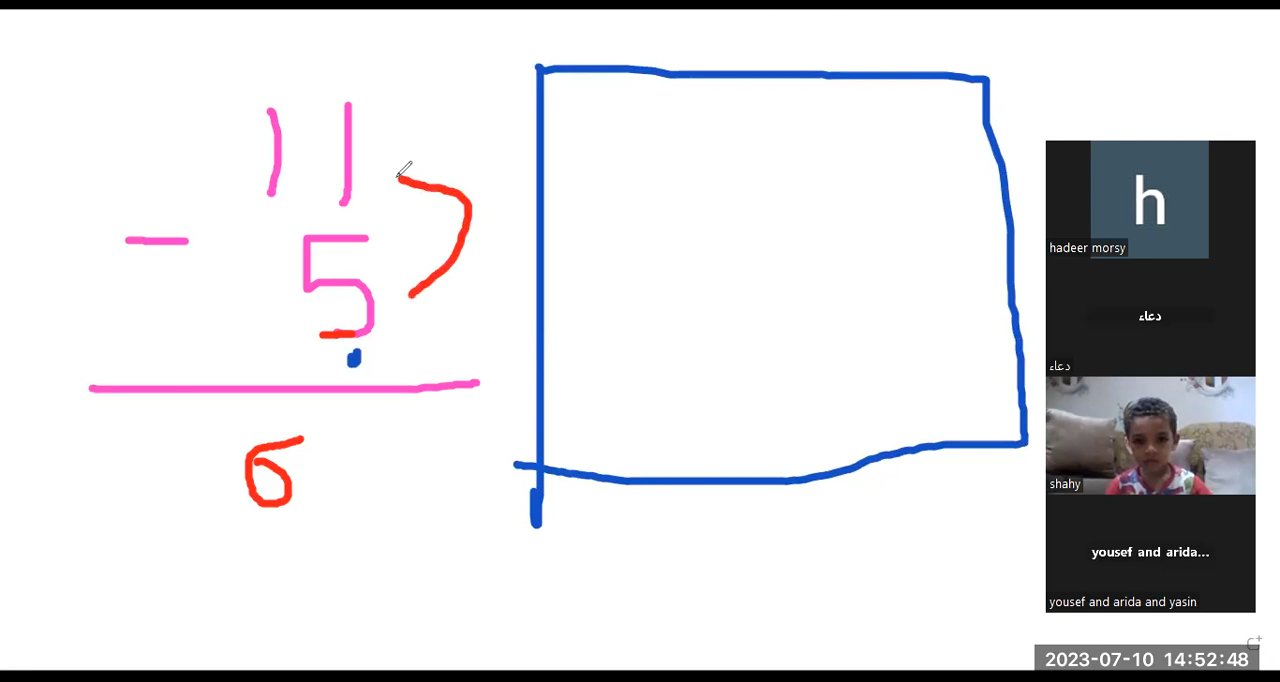 11
- 5
6
h
hadeer morsy
دعاء
دعاء
shahy
yousef and arida...
yousef and arida and yasin
2023-07-10 14:52:48